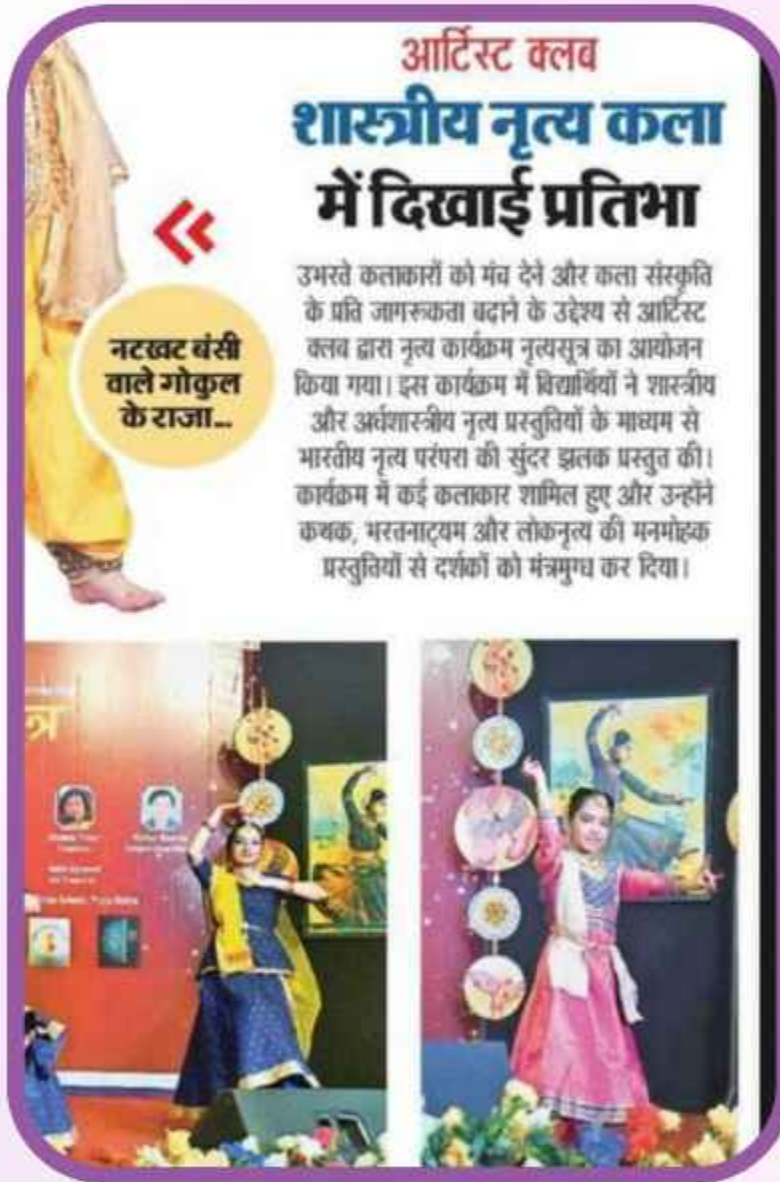 आर्टिस्ट क्लब
शास्त्रीय नृत्य कला
में दिखाई प्रतिभा
उभरते कलाकारों को मंच देने और कला संस्कृति
के प्रति जागरूकता बढ़ाने के उद्देश्य से आर्टिस्ट
क्लब द्वारा नृत्य कार्यक्रम नृत्यसूत्र का आयोजन
किया गया। इस कार्यक्रम में विद्यार्थियों ने शास्त्रीय
और अर्धशास्त्रीय नृत्य प्रस्तुतियों के माध्यम से
भारतीय नृत्य परंपरा की सुंदर झलक प्रस्तुत की।
कार्यक्रम में कई कलाकार शामिल हुए और उन्होंने
कथक, भरतनाट्यम और लोकनृत्य की मनमोहक
प्रस्तुतियों से दर्शकों को मंत्रमुग्ध कर दिया।
नटखट बंसी
वाले गोकुल
के राजा...
त्र